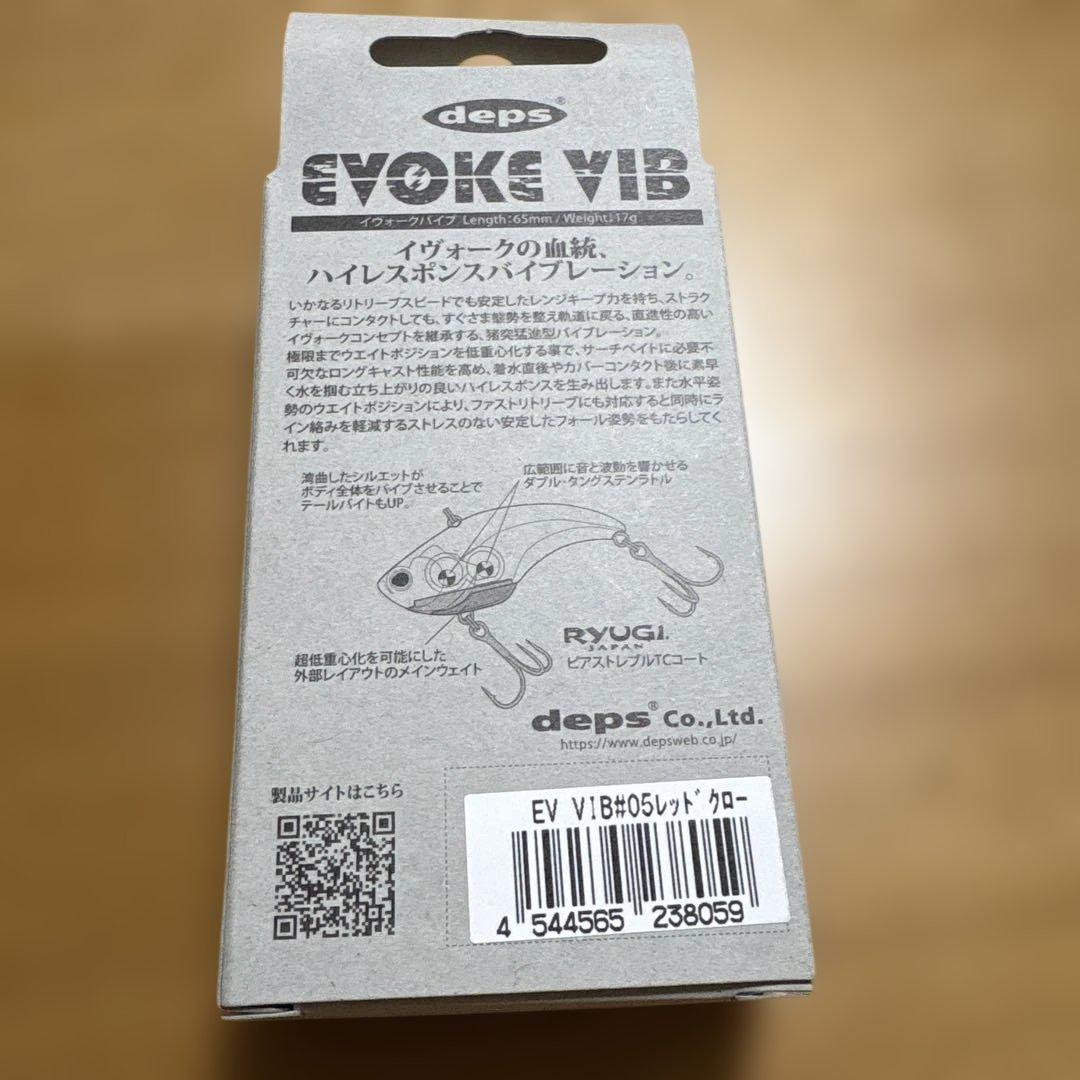 deps®
EVOKE VIB
イヴォークバイブ Length:65mm / Weight:17g
イヴォークの血統、
ハイレスポンスバイブレーション。
いかなるリトリーブスピードでも安定したレンジキープ力を持ち、ストラク
チャーにコンタクトしても、すぐさま態勢を整え軌道に戻る、直進性の高い
イヴォークコンセプトを継承する、猪突猛進型バイブレーション。
極限までウエイトポジションを低重心化する事で、サーチベイトに必要不
可欠なロングキャスト性能を高め、着水直後やカバーコンタクト後に素早
く水を掴む立ち上がりの良いハイレスポンスを生み出します。また水平姿
勢のウエイトポジションにより、ファストリトリーブにも対応すると同時にラ
イン絡みを軽減するストレスのない安定したフォール姿勢をもたらしてく
れます。
湾曲したシルエットが
ボディ全体をバイブさせることで
テールバイトもUP。
広範囲に音と波動を響かせる
ダブル・タングステンラトル
超低重心化を可能にした
外部レイアウトのメインウェイト
RYUGI.
JAPAN
ピアストレブルTCコート
deps® Co.,Ltd.
https://www.depsweb.co.jp/
製品サイトはこちら
EV VIB#05レッドクロー
4 544565 238059